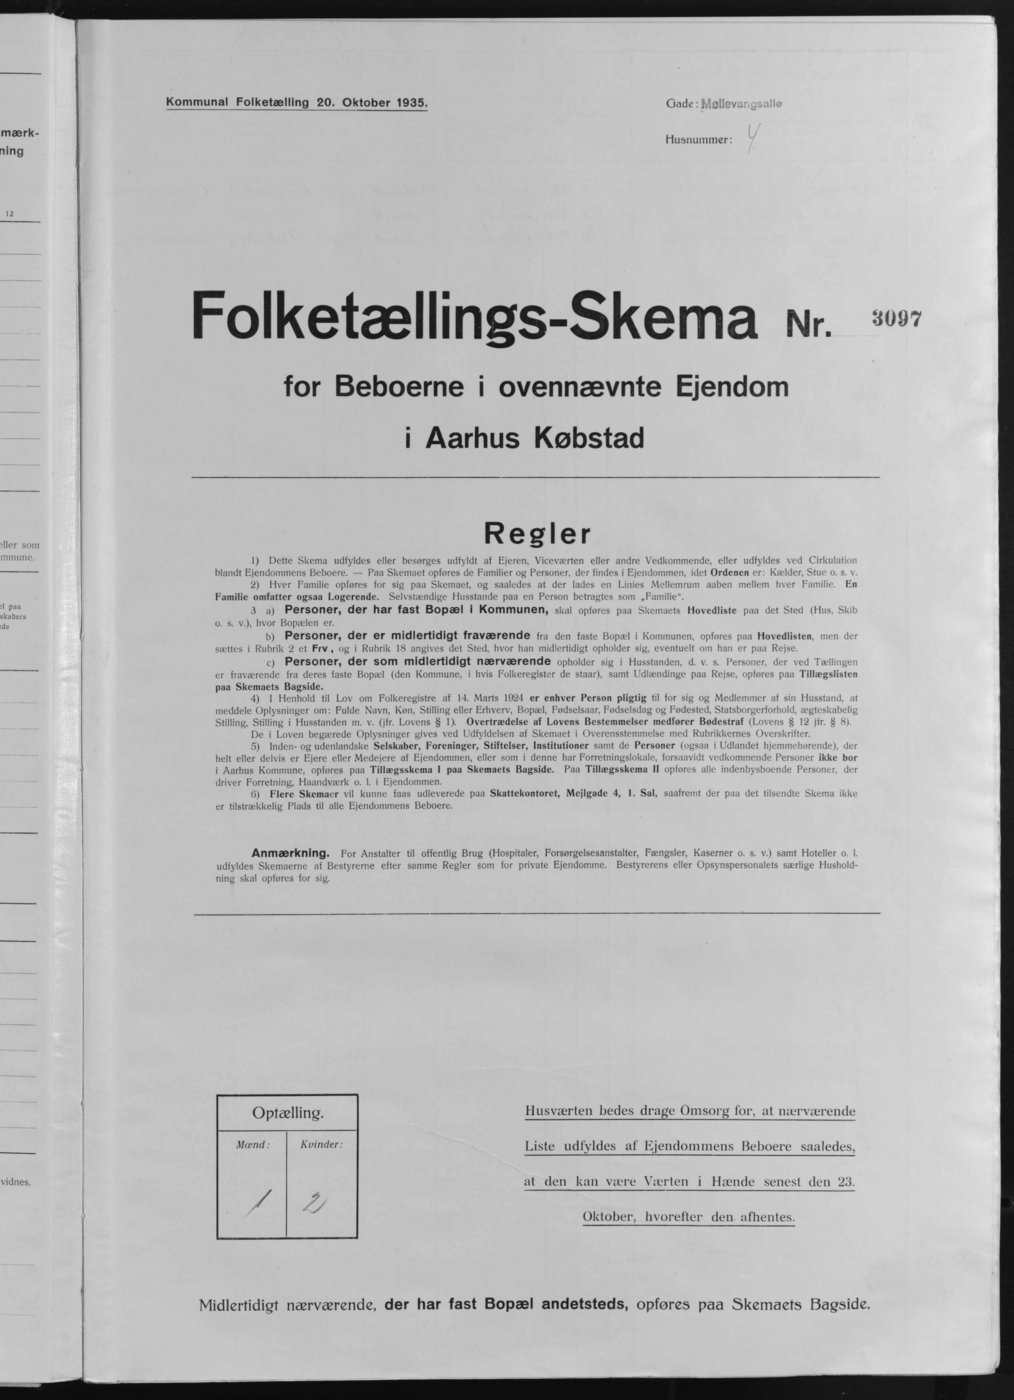 mærk-
ning
12
eller som
mmune.
el paa
skabers
vidnes.
Kommunal Folketælling 20. Oktober 1935.
Gade: Møllevangsalle
Husnummer: 4
Folketællings-Skema Nr. 3097
for Beboerne i ovennævnte Ejendom
i Aarhus Købstad
Regler
1) Dette Skema udfyldes eller besørges udfyldt af Ejeren, Viceværten eller andre Vedkommende, eller udfyldes ved Cirkulation
blandt Ejendommens Beboere. — Paa Skemaet opføres de Familier og Personer, der findes i Ejendommen, idet Ordenen er: Kælder, Stue o. s. v.
2) Hver Familie opføres for sig paa Skemaet, og saaledes at der lades en Linies Mellemrum aaben mellem hver Familie. En
Familie omfatter ogsaa Logerende. Selvstændige Husstande paa en Person betragtes som „Familie“.
3 a) Personer, der har fast Bopæl i Kommunen, skal opføres paa Skemaets Hovedliste paa det Sted (Hus, Skib
o. s. v.), hvor Bopælen er.
b) Personer, der er midlertidigt fraværende fra den faste Bopæl i Kommunen, opføres paa Hovedlisten, men der
sættes i Rubrik 2 et Frv., og i Rubrik 18 angives det Sted, hvor han midlertidigt opholder sig, eventuelt om han er paa Rejse.
c) Personer, der som midlertidigt nærværende opholder sig i Husstanden, d. v. s. Personer, der ved Tællingen
er fraværende fra deres faste Bopæl (den Kommune, i hvis Folkeregister de staar), samt Udlændinge paa Rejse, opføres paa Tillægslisten
paa Skemaets Bagside.
4) I Henhold til Lov om Folkeregistre af 14. Marts 1924 er enhver Person pligtig til for sig og Medlemmer af sin Husstand, at
meddele Oplysninger om: Fulde Navn, Køn, Stilling eller Erhverv, Bopæl, Fødselsaar, Fødselsdag og Fødested, Statsborgerforhold, ægteskabelig
Stilling, Stilling i Husstanden m. v. (jfr. Lovens § 1). Overtrædelse af Lovens Bestemmelser medfører Bødestraf (Lovens § 12 jfr. § 8).
De i Loven begærede Oplysninger gives ved Udfyldelsen af Skemaet i Overensstemmelse med Rubrikkernes Overskrifter.
5) Inden- og udenlandske Selskaber, Foreninger, Stiftelser, Institutioner samt de Personer (ogsaa i Udlandet hjemmehørende), der
helt eller delvis er Ejere eller Medejere af Ejendommen, eller som i denne har Forretningslokale, forsaavidt vedkommende Personer ikke bor
i Aarhus Kommune, opføres paa Tillægsskema I paa Skemaets Bagside. Paa Tillægsskema II opføres alle indenbysboende Personer, der
driver Forretning, Haandværk o. l. i Ejendommen.
6) Flere Skemaer vil kunne faas udleverede paa Skattekontoret, Mejlgade 4, 1. Sal, saafremt der paa det tilsendte Skema ikke
er tilstrækkelig Plads til alle Ejendommens Beboere.
Anmærkning. For Anstalter til offentlig Brug (Hospitaler, Forsørgelsesanstalter, Fængsler, Kaserner o. s. v.) samt Hoteller o. l.
udfyldes Skemaerne af Bestyrerne efter samme Regler som for private Ejendomme. Bestyrerens eller Opsynspersonalets særlige Hushold-
ning skal opføres for sig.
Optælling.
Mænd: Kvinder:
1 2
Husværten bedes drage Omsorg for, at nærværende
Liste udfyldes af Ejendommens Beboere saaledes,
at den kan være Værten i Hænde senest den 23.
Oktober, hvorefter den afhentes.
Midlertidigt nærværende, der har fast Bopæl andetsteds, opføres paa Skemaets Bagside.